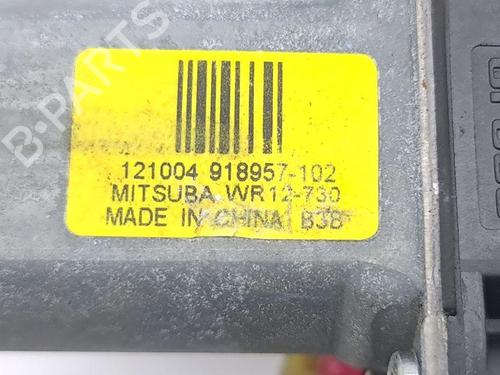 121004 918957-102
MITSUBA WR12-730
MADE IN CHINA B3B
B-PARTS